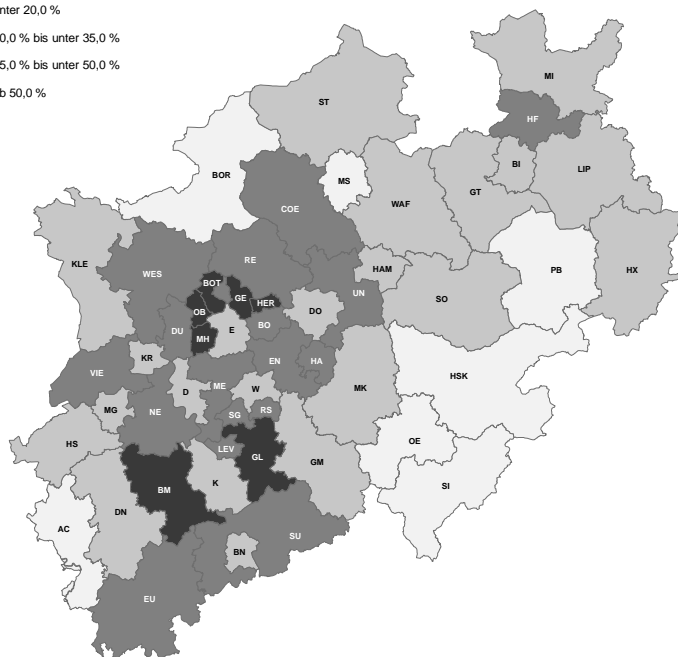 nter 20,0 %
0,0 % bis unter 35,0 %
5,0 % bis unter 50,0 %
b 50,0 %
ST
MI
HF
BOR
MS
BI
LIP
COE
WAF
GT
KLE
WES
RE
HAM
PB
HX
BOT
GE
HER
UN
SO
OB
DO
DU
E
BO
MH
KR
EN
HA
VIE
ME
HSK
D
W
MK
MG
NE
SG
RS
HS
LEV
GL
OE
GM
BM
K
SI
DN
AC
SU
BN
EU